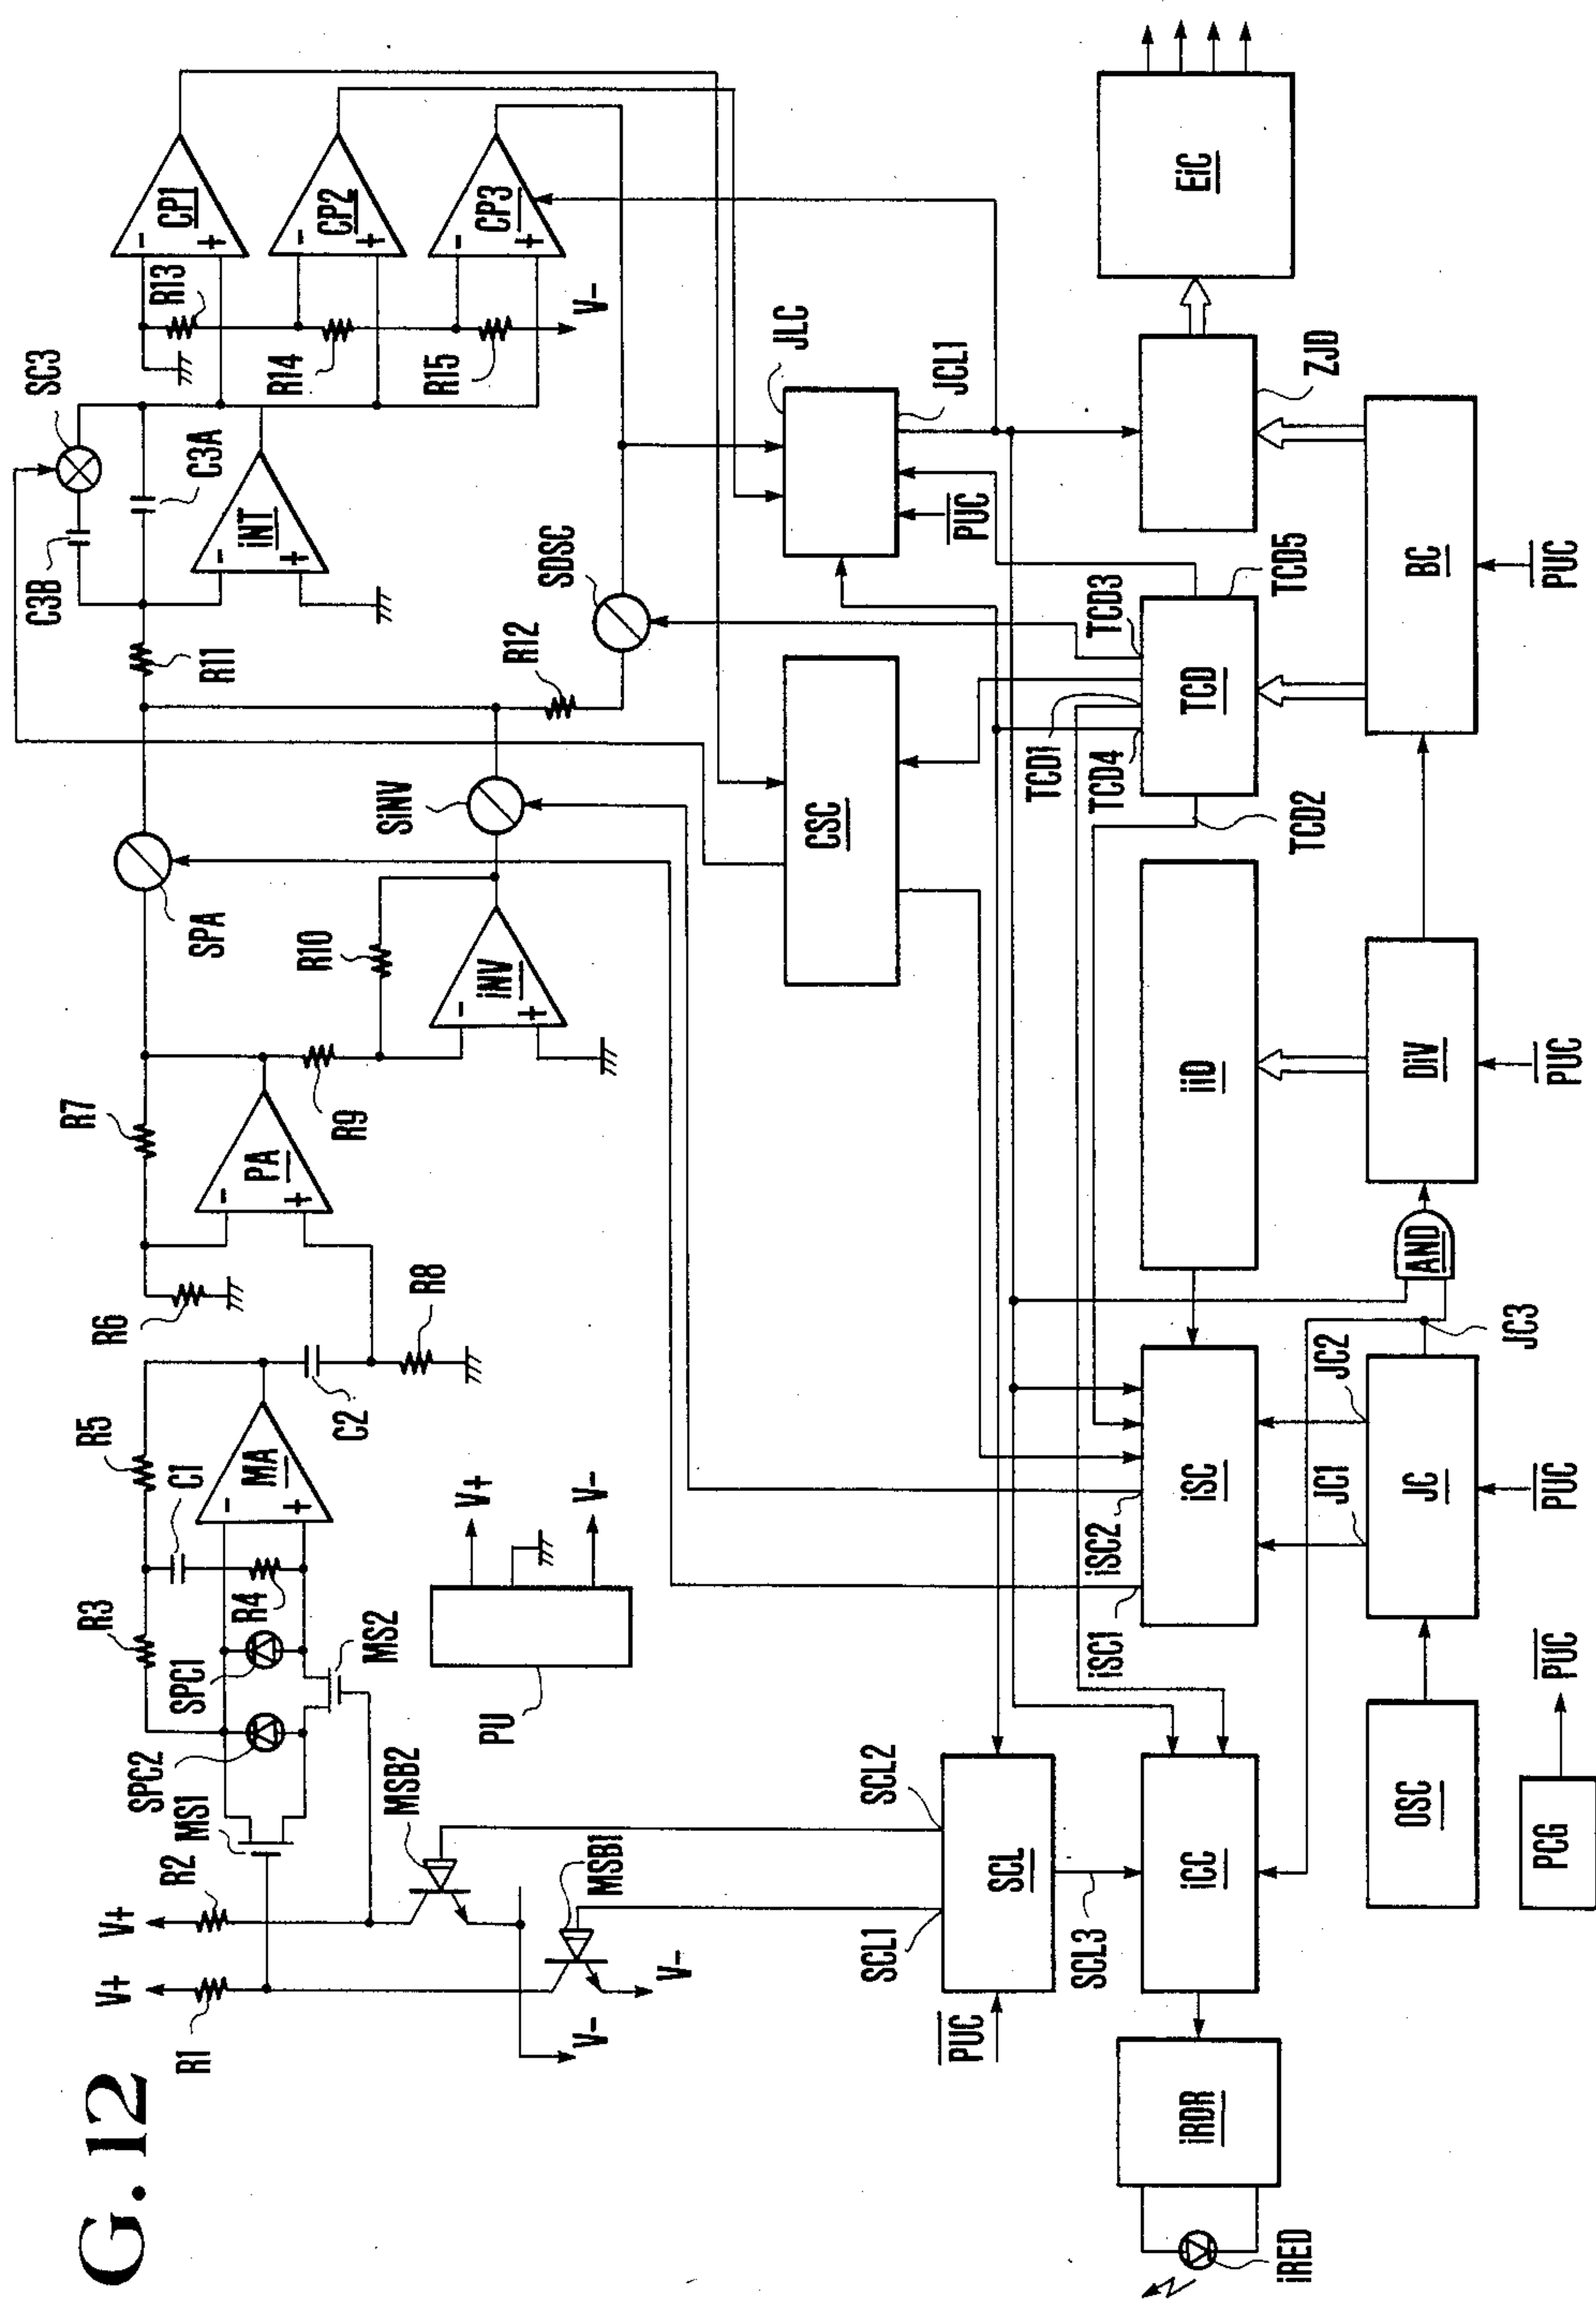 G. 12
V+
V+
R1
R2
MS1
SPC2
SPC1
R3
R4
C1
R5
MA
-
+
MS2
C2
R6
R8
R7
PA
-
+
R9
R10
iNV
-
+
SPA
SiNV
R11
R12
C3B
C3A
SC3
iNT
-
+
SDSC
R13
R14
R15
V-
CP1
-
+
CP2
-
+
CP3
-
+
MSB2
MSB1
V-
V-
PU
V+
V-
CSC
JLC
JCL1
PUC
SCL1
SCL2
SCL
PUC
SCL3
iSC1
iSC2
iSC
iiD
TCD1
TCD4
TCD2
TCD3
TCD5
TCD
ZJD
EiC
iRED
iRDR
iCC
OSC
JC1
JC2
JC3
JC
PUC
AND
DiV
PUC
BC
PUC
PCG
PUC